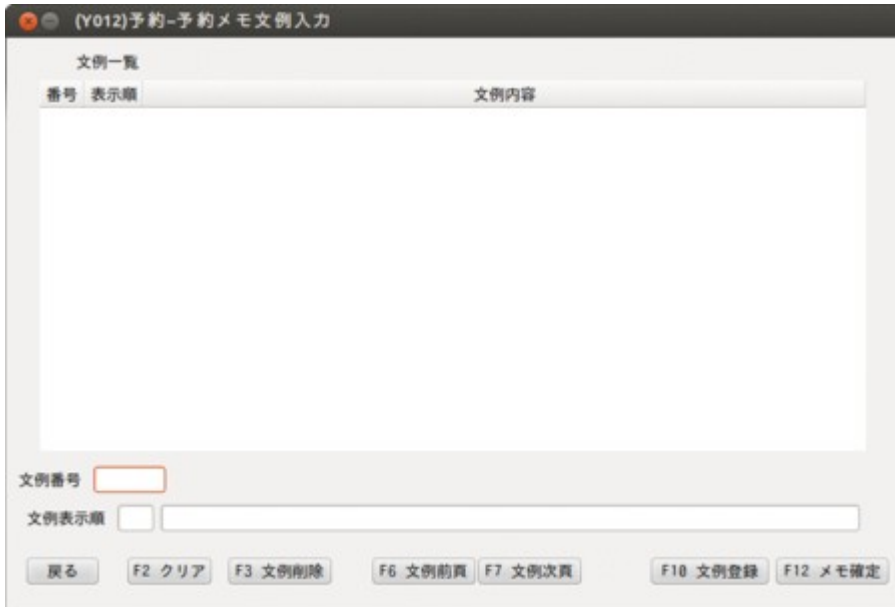 (Y012)予約−予約メモ文例入力
文例一覧
番号 表示順 文例内容
文例番号
文例表示順
戻る F2 クリア F3 文例削除 F6 文例前頁 F7 文例次頁 F10 文例登録 F12 メモ確定